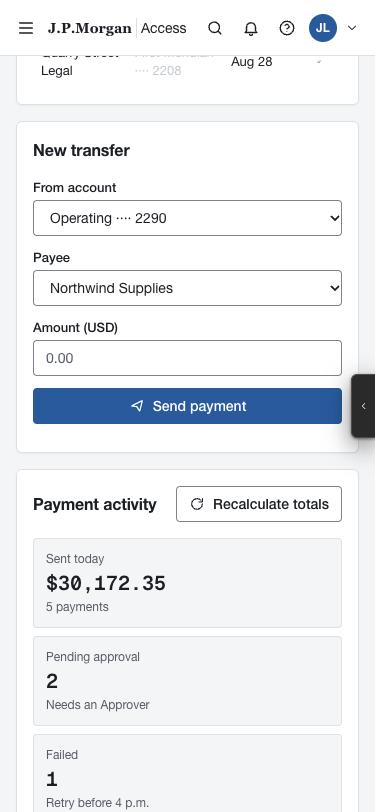 J.P.Morgan Access
JL
Legal
···· 2208
Aug 28
New transfer
From account
Operating ···· 2290
Payee
Northwind Supplies
Amount (USD)
0.00
Send payment
Payment activity
Recalculate totals
Sent today
$30,172.35
5 payments
Pending approval
2
Needs an Approver
Failed
1
Retry before 4 p.m.